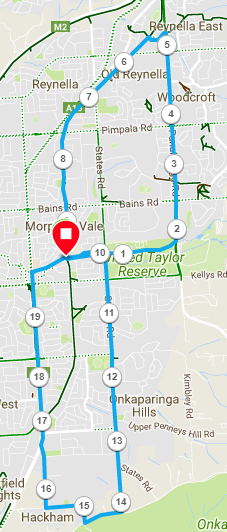 M2
Reynella East
5
6
Old Reynella
Reynella
7
A13
Woodcroft
4
Pimpala Rd
8
States Rd
3
Bains Rd
Bains Rd
Vale
2
10
1
Taylor
Reserve
Kellys Rd
11
19
Kimbley Rd
18
12
Onkaparinga
Hills
West
17
Upper Penneys Hill Rd
13
States Rd
16
14
15
Hackham
Onka